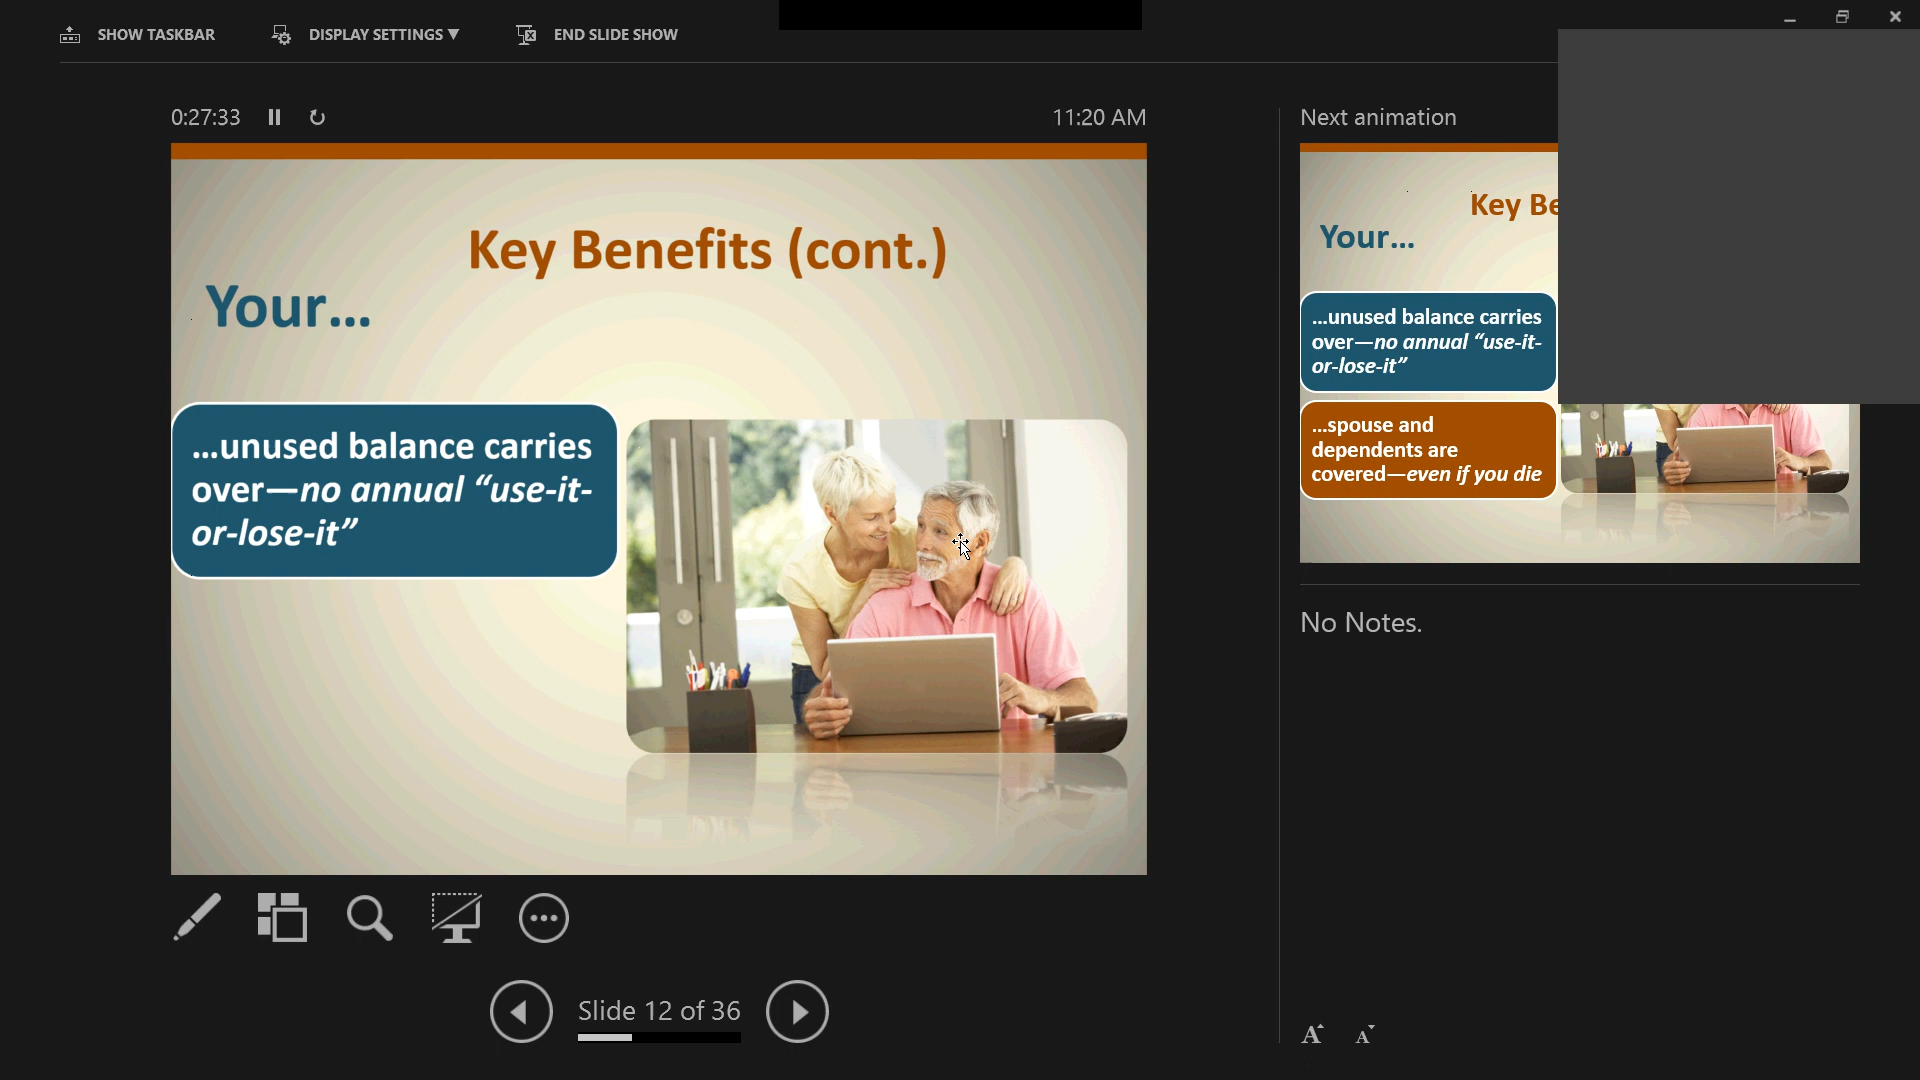 SHOW TASKBAR
DISPLAY SETTINGS ▼
END SLIDE SHOW
0:27:33
11:20 AM
Key Benefits (cont.)
Your...
...unused balance carries
over—no annual “use-it-
or-lose-it”
Slide 12 of 36
Next animation
Key Be
Your...
...unused balance carries
over—no annual “use-it-
or-lose-it”
...spouse and
dependents are
covered—even if you die
No Notes.
A A